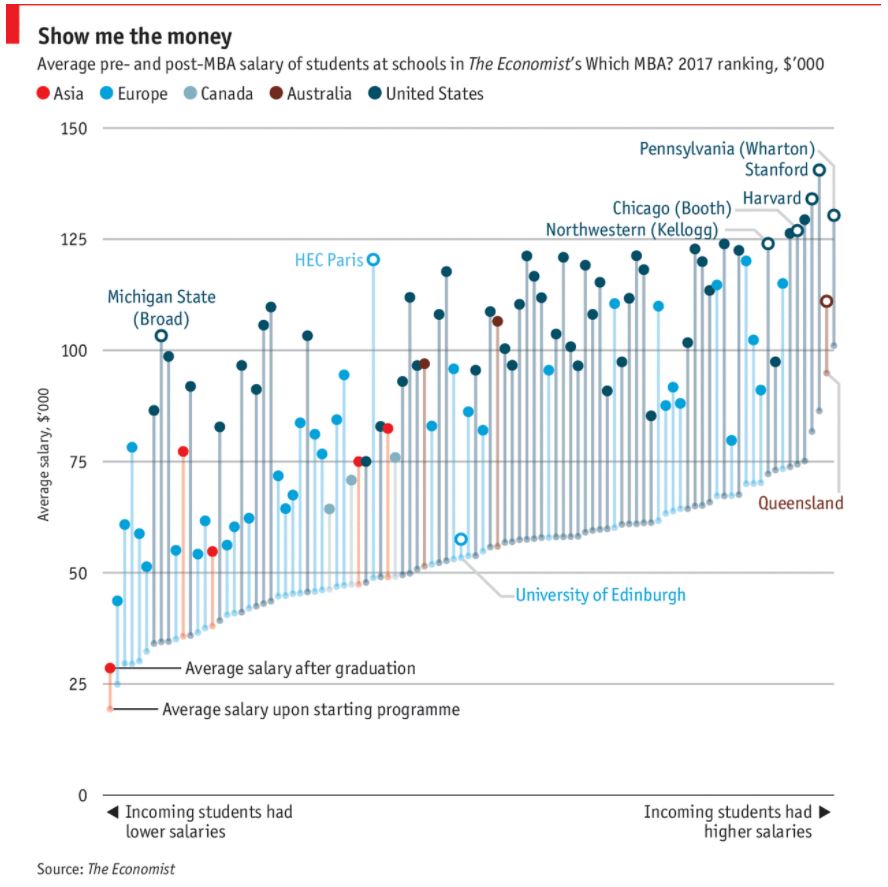 Show me the money
Average pre- and post-MBA salary of students at schools in The Economist's Which MBA? 2017 ranking, $'000
Asia Europe Canada Australia United States
150
Pennsylvania (Wharton)
Stanford
Harvard
Chicago (Booth)
Northwestern (Kellogg)
125
HEC Paris
Michigan State
(Broad)
100
Average salary, $'000
75
Queensland
50
University of Edinburgh
Average salary after graduation
25
Average salary upon starting programme
0
◀ Incoming students had
lower salaries
Incoming students had ▶
higher salaries
Source: The Economist